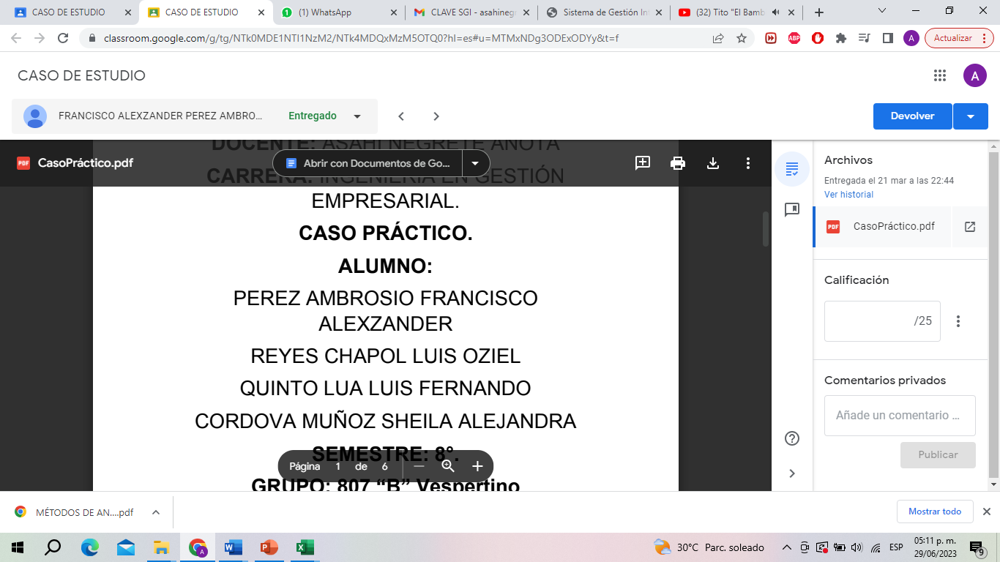 CASO DE ESTUDIO
CASO DE ESTUDIO
(1) WhatsApp
CLAVE SGI - asahinegr
Sistema de Gestión In
(32) Tito "El Bamb
classroom.google.com/g/tg/NTk0MDE1NTI1NzM2/NTk4MDQxMzM5OTQ0?hl=es#u=MTMxNDg3ODExODYy&t=f
ABP
A
Actualizar
CASO DE ESTUDIO
A
FRANCISCO ALEXZANDER PEREZ AMBRO...
Entregado
Devolver
DOCENTE: ASAHI NEGRETE ANOTA
PDF CasoPráctico.pdf
Abrir con Documentos de Go...
CARRERA: INGENIERÍA EN GESTIÓN
EMPRESARIAL.
CASO PRÁCTICO.
ALUMNO:
PEREZ AMBROSIO FRANCISCO
ALEXZANDER
REYES CHAPOL LUIS OZIEL
QUINTO LUA LUIS FERNANDO
CORDOVA MUÑOZ SHEILA ALEJANDRA
SEMESTRE: 8°.
Página 1 de 6
GRUPO: 807 “B” Vespertino
Archivos
Entregada el 21 mar a las 22:44
Ver historial
PDF CasoPráctico.pdf
Calificación
/25
Comentarios privados
Añade un comentario ...
Publicar
MÉTODOS DE AN....pdf
Mostrar todo
30°C Parc. soleado
ESP
05:11 p. m.
29/06/2023
9